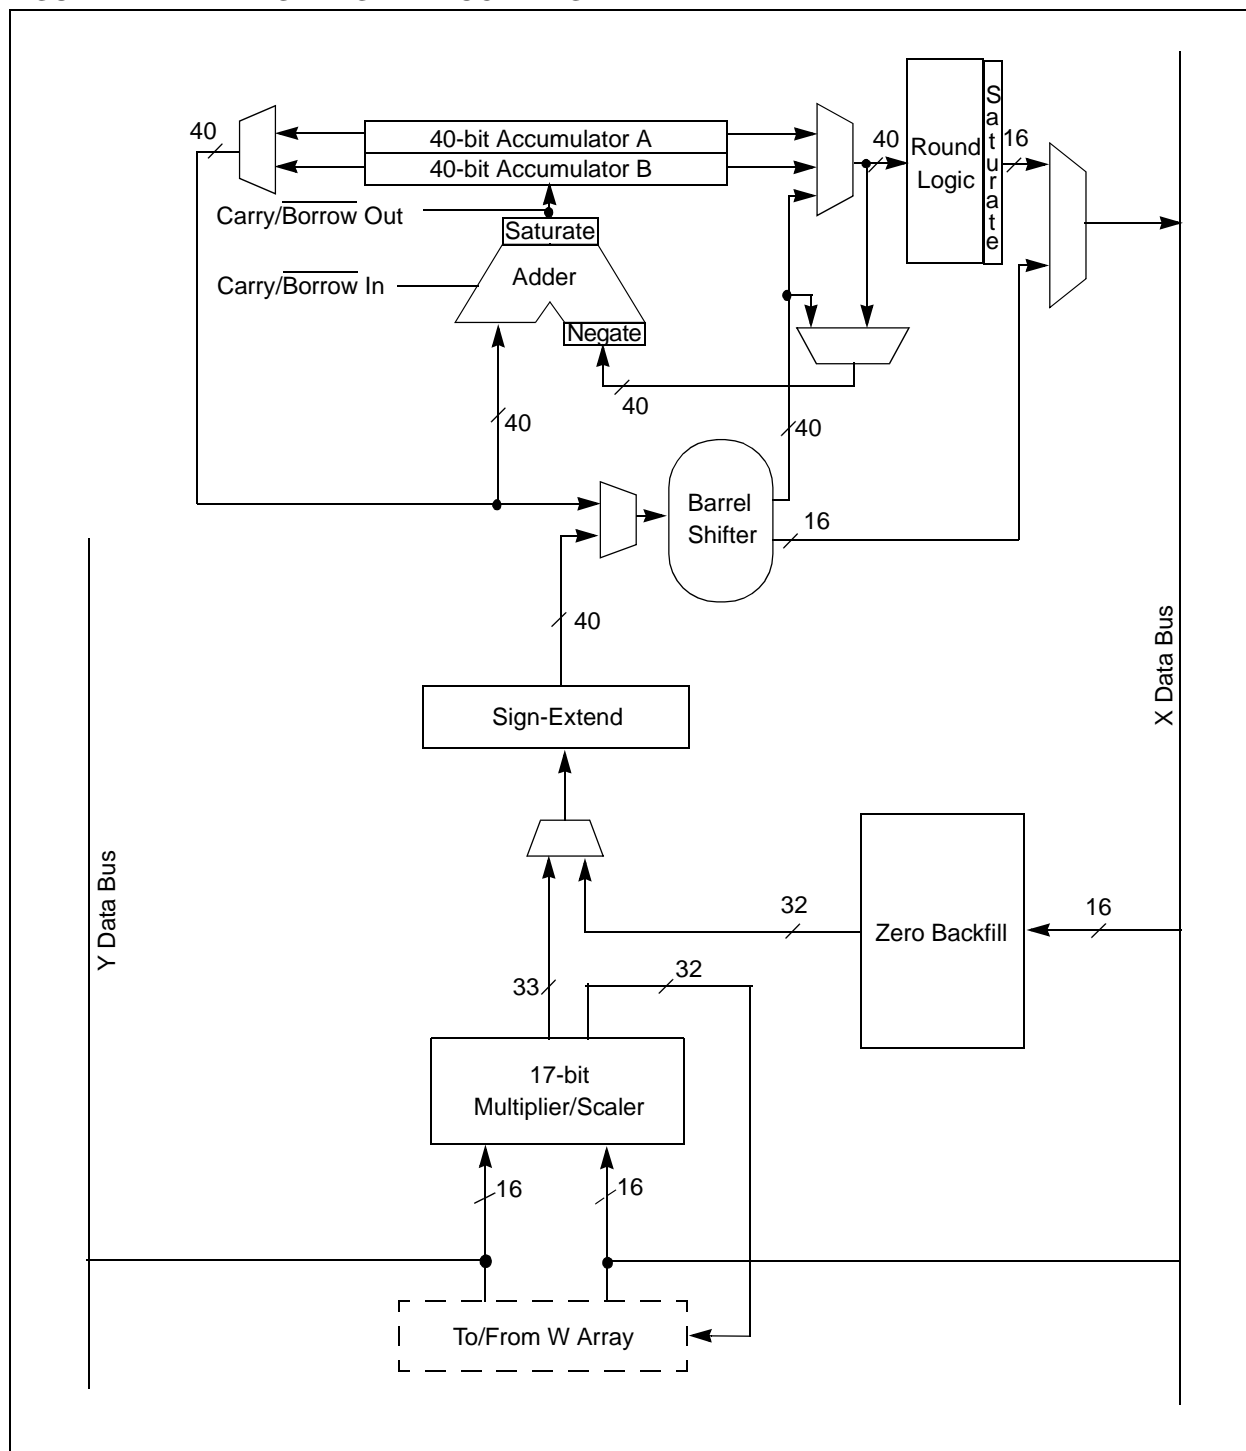 40
40-bit Accumulator A
40-bit Accumulator B
40
Round
Logic
Saturate
16
Carry/Borrow Out
Saturate
Carry/Borrow In
Adder
Negate
40
40
40
Barrel
Shifter
16
40
Sign-Extend
X Data Bus
Y Data Bus
32
Zero Backfill
16
33
32
17-bit
Multiplier/Scaler
16
16
To/From W Array